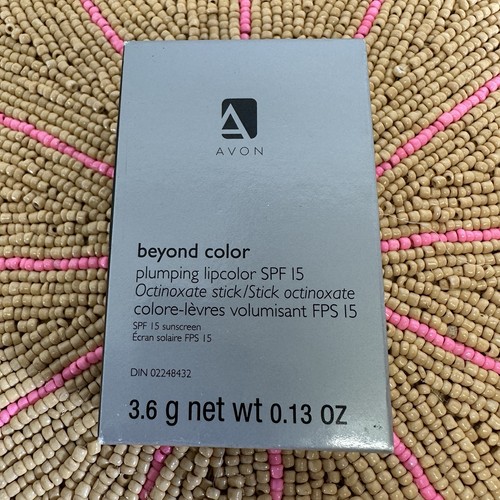 AVON
beyond color
plumping lipcolor SPF 15
Octinoxate stick/Stick octinoxate
colore-lèvres volumisant FPS 15
SPF 15 sunscreen
Écran solaire FPS 15
DIN 02248432
3.6 g net wt 0.13 oz